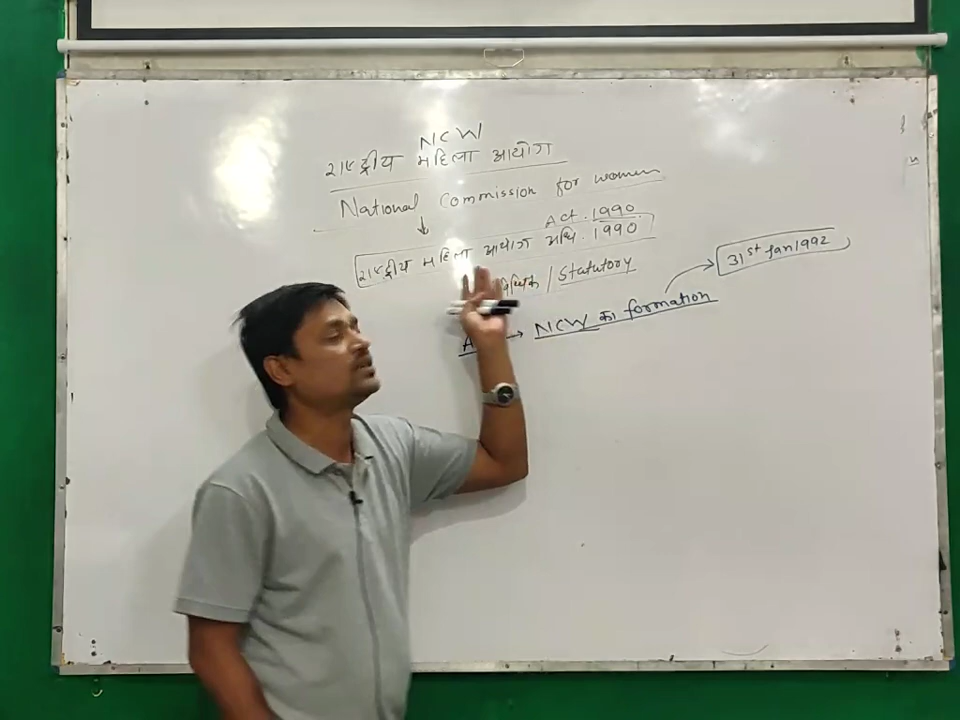 NCW
राष्ट्रीय महिला आयोग
National Commission for women
Act. 1990
राष्ट्रीय महिला आयोग अधि. 1990
/ Statutory
31st Jan 1992
→ NCW का formation